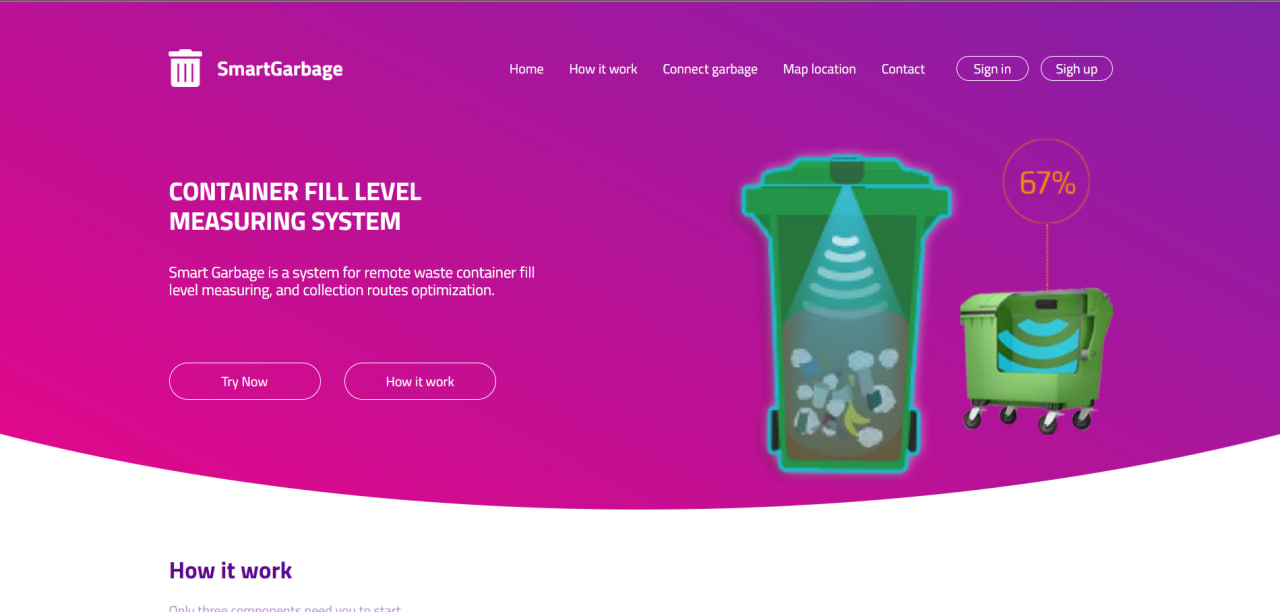 SmartGarbage
Home
How it work
Connect garbage
Map location
Contact
Sign in
Sigh up
CONTAINER FILL LEVEL
MEASURING SYSTEM
67%
Smart Garbage is a system for remote waste container fill
level measuring, and collection routes optimization.
Try Now
How it work
How it work
Only three components need you to start